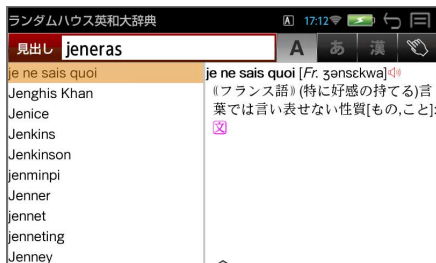 ランダムハウス英和大辞典
A 17:12
見出し jeneras
A あ 漢
je ne sais quoi
Jenghis Khan
Jenice
Jenkins
Jenkinson
jenminpi
Jenner
jennet
jenneting
Jenney
je ne sais quoi [Fr. ʒənsɛkwa]
⟪フランス語⟫ (特に好感の持てる)言
葉では言い表せない性質[もの,こと]:
文